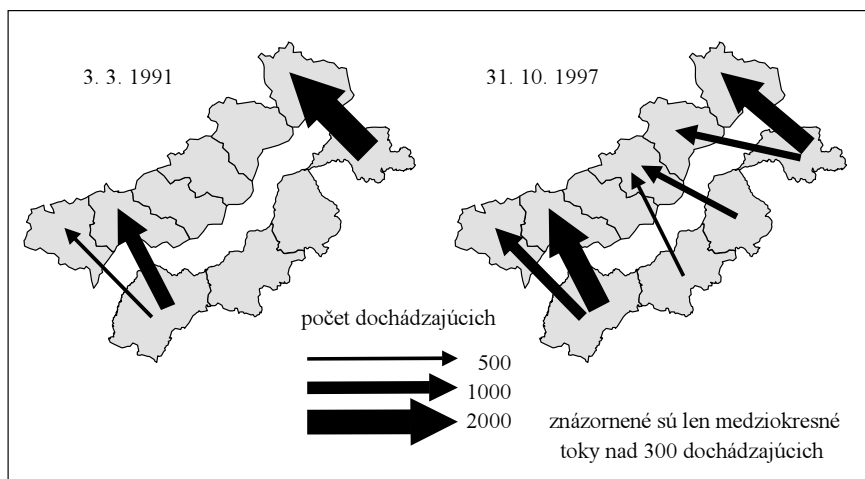 3. 3. 1991
31. 10. 1997
počet dochádzajúcich
500
1000
2000
znázornené sú len medziokresné
toky nad 300 dochádzajúcich